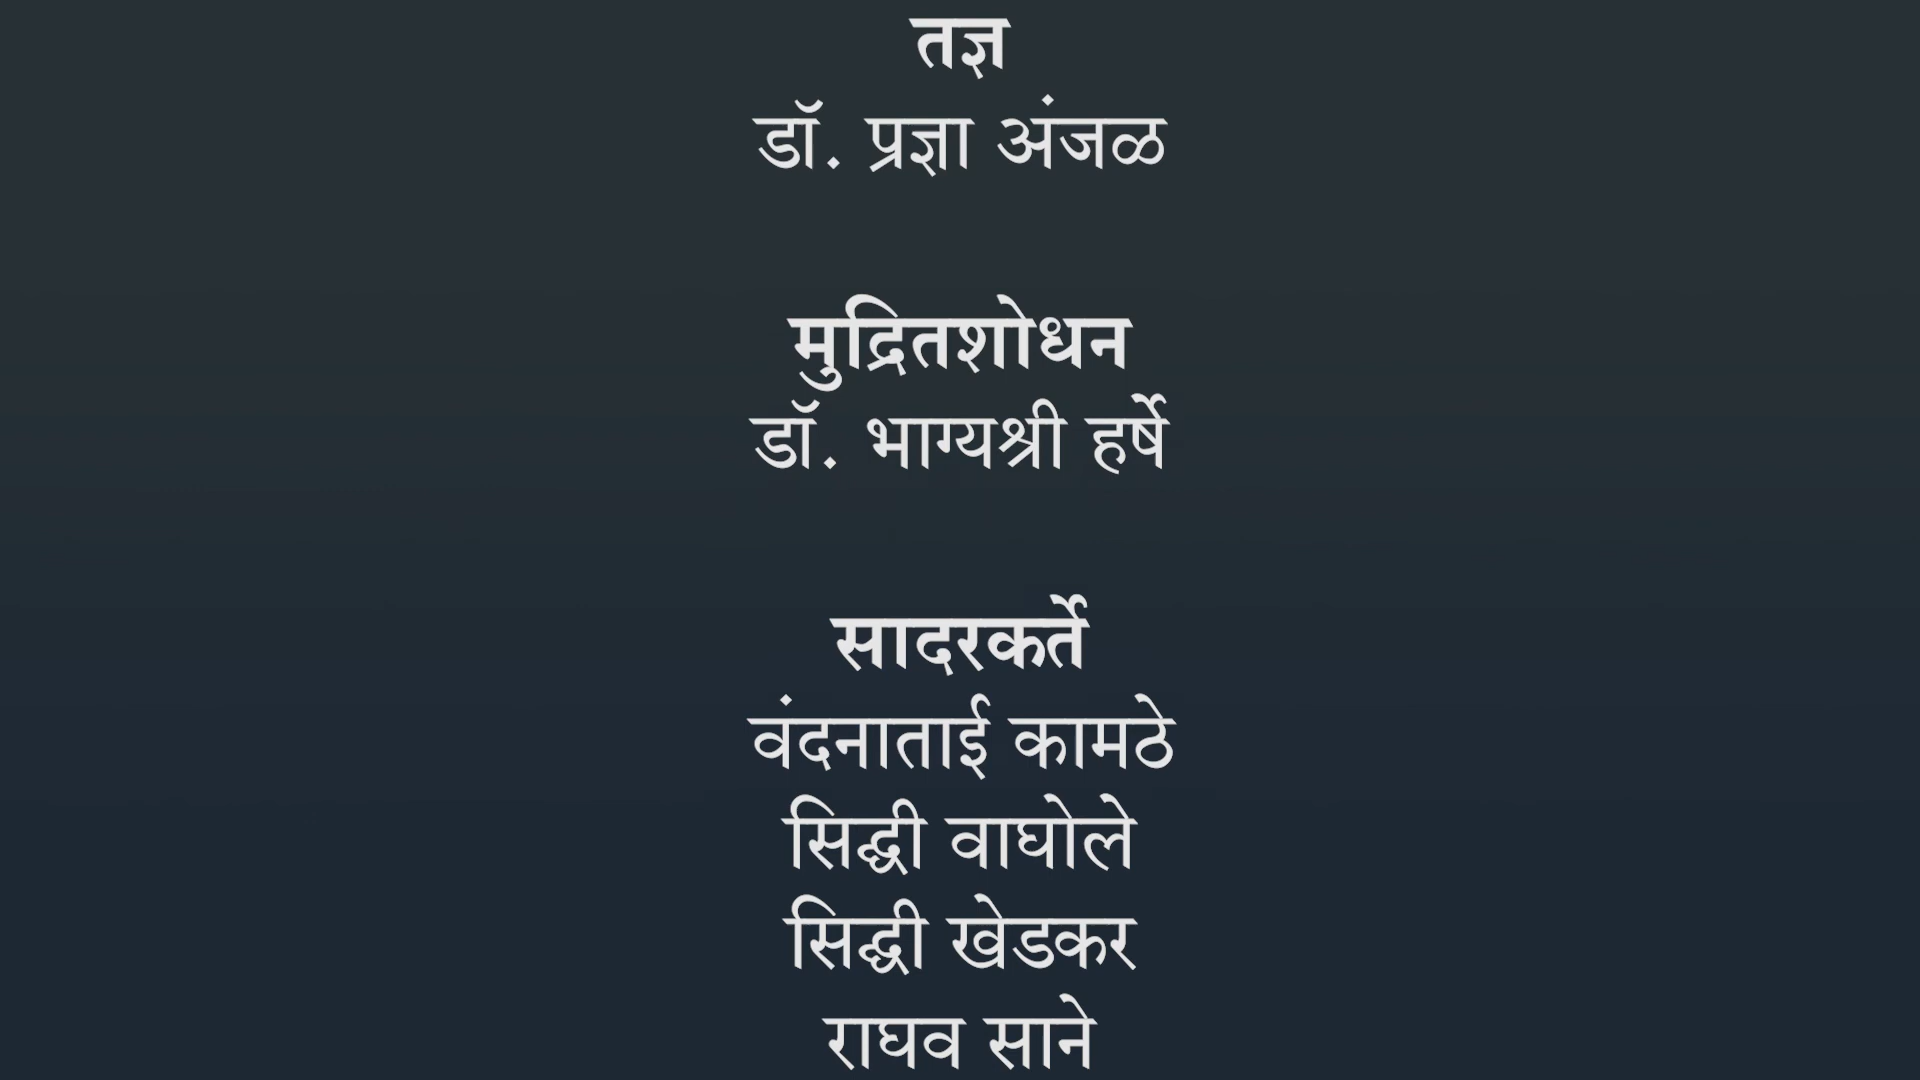 तज्ञ
डॉ. प्रज्ञा अंजळ
मुद्रितशोधन
डॉ. भाग्यश्री हर्षे
सादरकर्ते
वंदनाताई कामठे
सिद्धी वाघोले
सिद्धी खेडकर
राघव साने